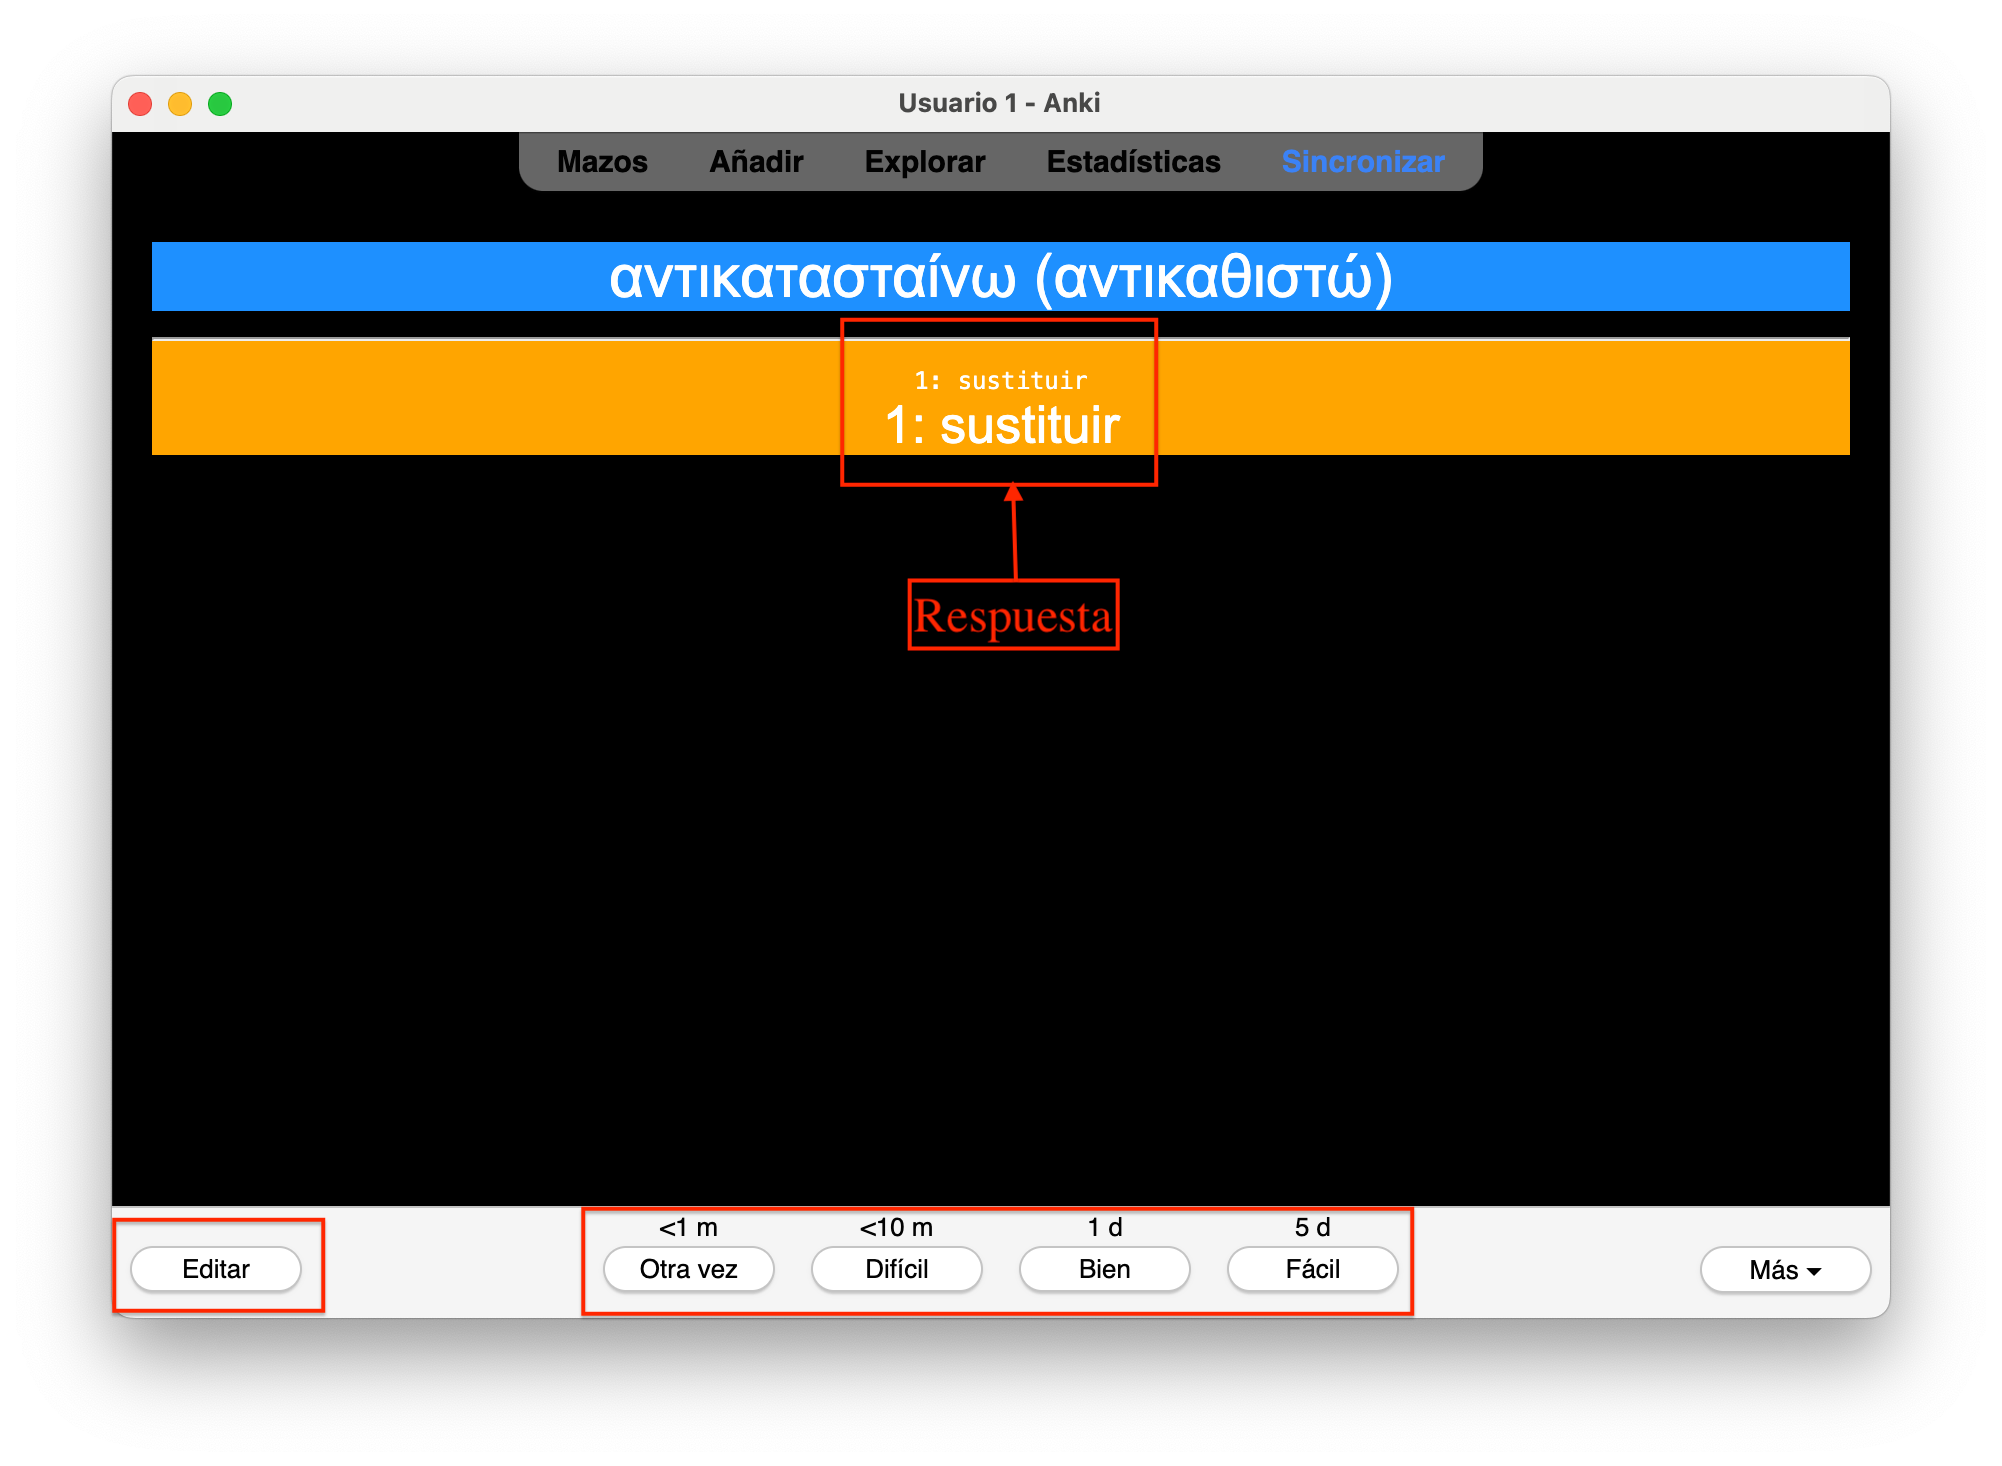 Usuario 1 - Anki
Mazos Añadir Explorar Estadísticas Sincronizar
αντικατασταίνω (αντικαθιστώ)
1: sustituir
1: sustituir
Respuesta
<1 m <10 m 1 d 5 d
Editar Otra vez Difícil Bien Fácil Más